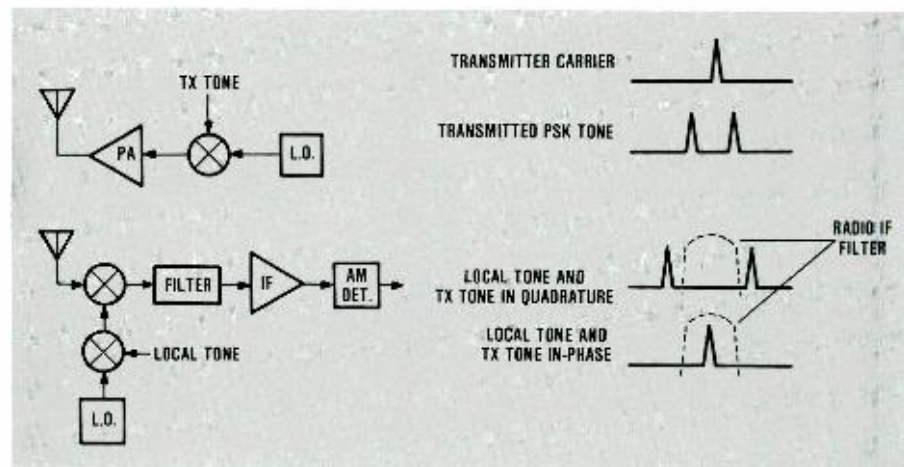 TX TONE
PA
L.O.
FILTER
IF
AM
DET.
LOCAL TONE
L.O.
TRANSMITTER CARRIER
TRANSMITTED PSK TONE
RADIO IF
FILTER
LOCAL TONE AND
TX TONE IN QUADRATURE
LOCAL TONE AND
TX TONE IN-PHASE